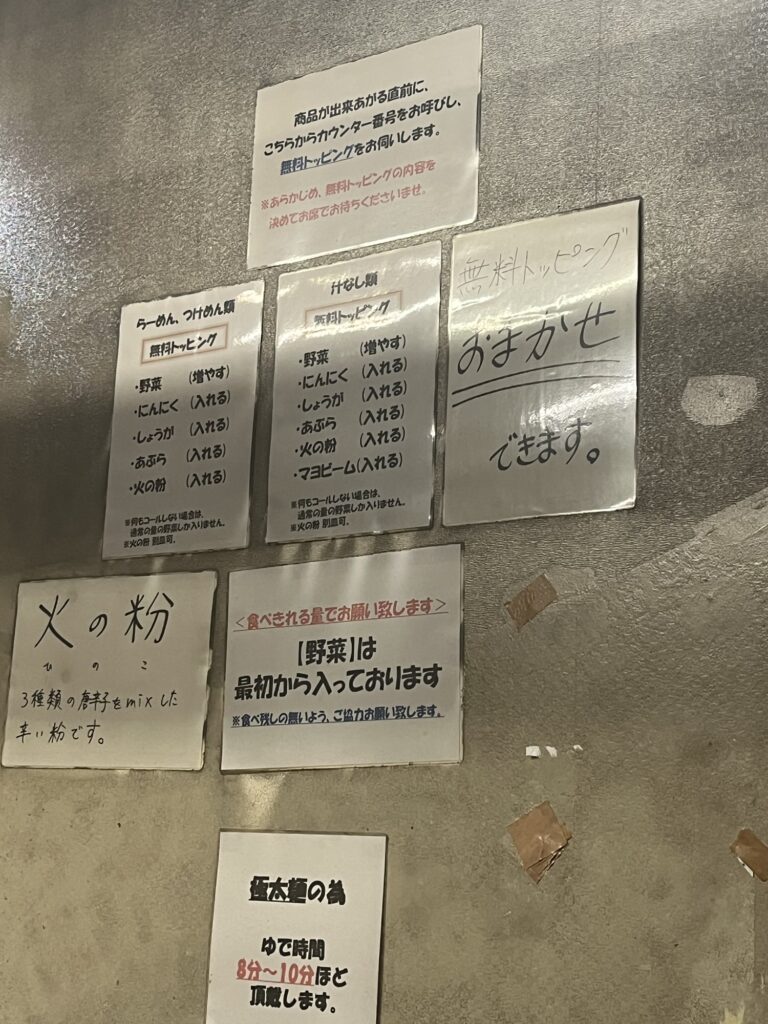 商品が出来あがる直前に、
こちらからカウンター番号をお呼びし、
無料トッピングをお伺いします。
※あらかじめ、無料トッピングの内容を
決めてお席でお待ちくださいませ。
らーめん、つけめん類
無料トッピング
・野菜 (増やす)
・にんにく (入れる)
・しょうが (入れる)
・あぶら (入れる)
・火の粉 (入れる)
※何もコールしない場合は、
通常の量の野菜しか入りません。
※火の粉 別皿可。
汁なし類
無料トッピング
・野菜 (増やす)
・にんにく (入れる)
・しょうが (入れる)
・あぶら (入れる)
・火の粉 (入れる)
・マヨビーム(入れる)
※何もコールしない場合は、
通常の量の野菜しか入りません。
※火の粉 別皿可。
無料トッピング
おまかせ
できます。
火の粉
ひのこ
3種類の唐辛子をmixした
辛い粉です。
＜食べきれる量でお願い致します＞
【野菜】は
最初から入っております
※食べ残しの無いよう、ご協力お願い致します。
極太麺の為
ゆで時間
8分～10分ほど
頂戴します。